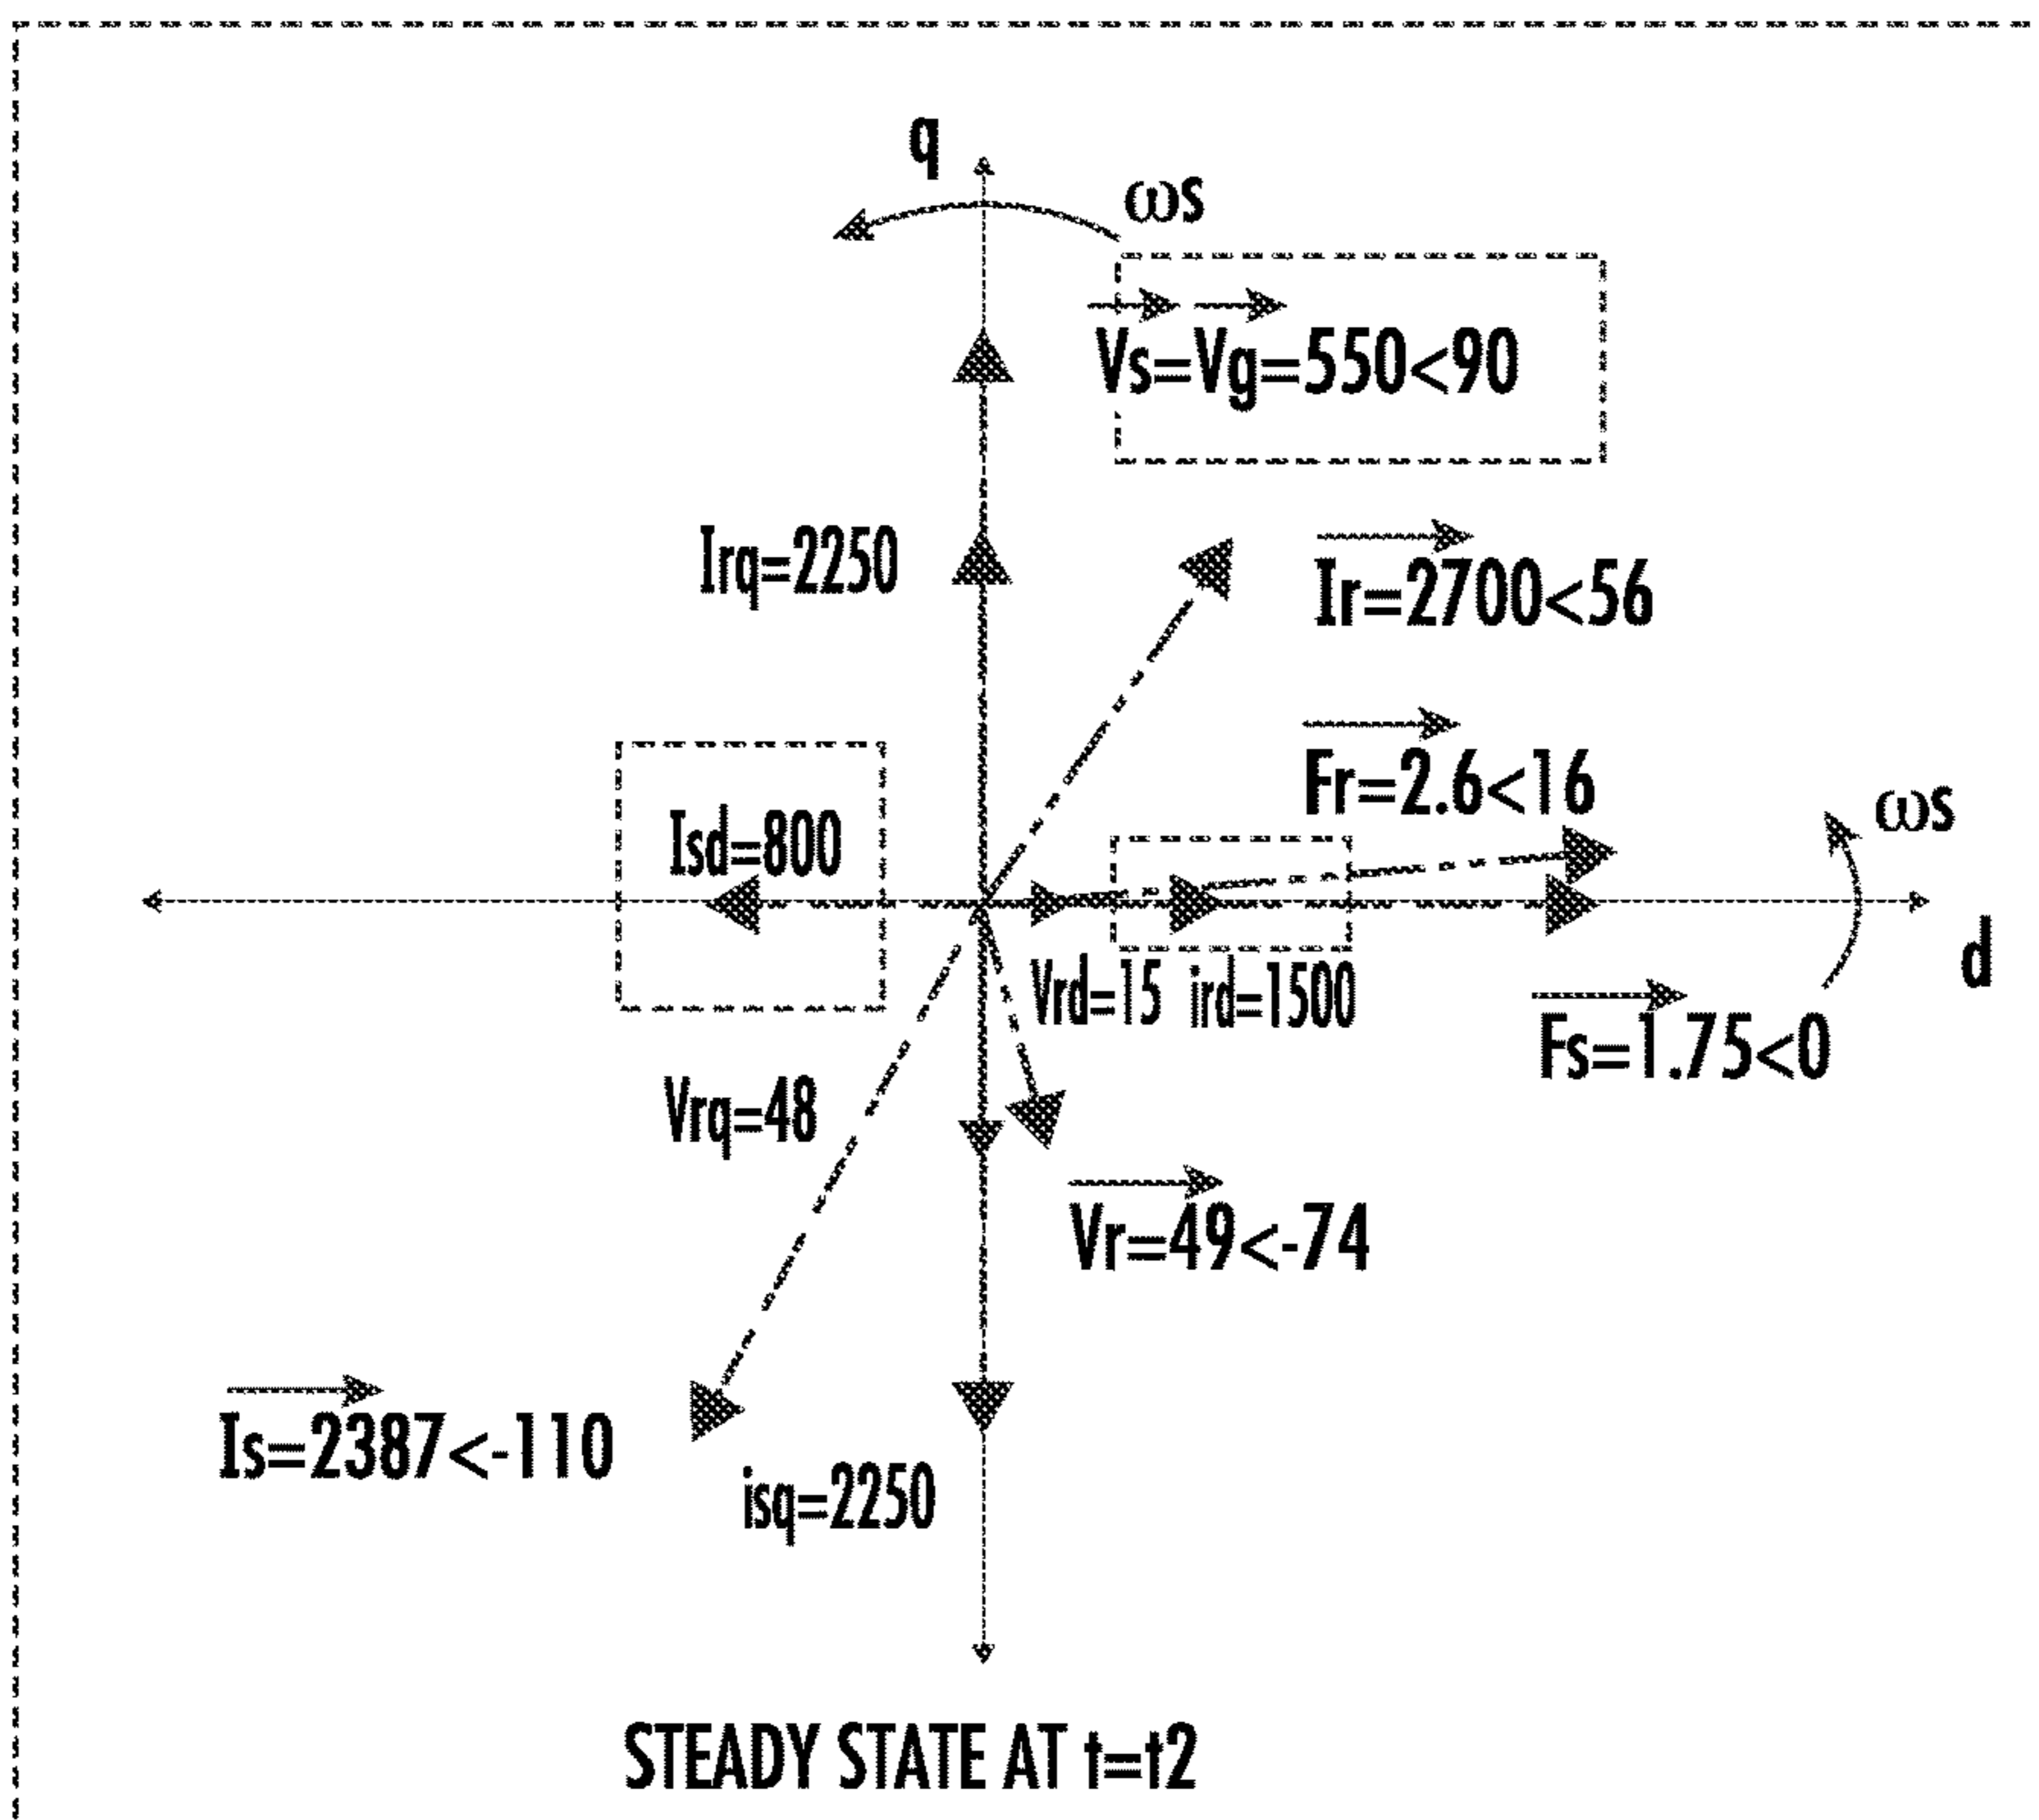 q
ωs
Vs=Vg=550<90
Irq=2250
Ir=2700<56
Fr=2.6<16
ωs
Isd=800
d
Vrd=15
ird=1500
Fs=1.75<0
Vrq=48
Vr=49<-74
Is=2387<-110
isq=2250
STEADY STATE AT t=t2